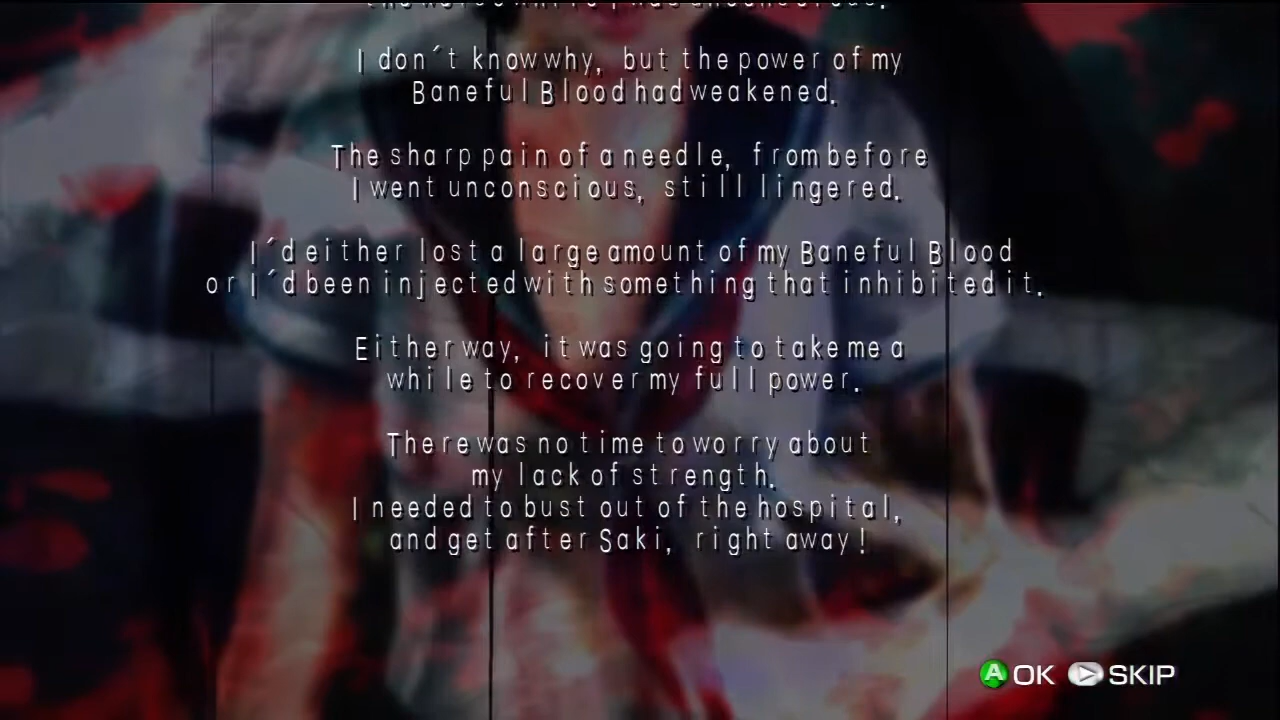 I don´t know why, but the power of my
Baneful Blood had weakened.
The sharp pain of a needle, from before
I went unconscious, still lingered.
I´d either lost a large amount of my Baneful Blood
or I´d been injected with something that inhibited it.
Either way, it was going to take me a
while to recover my full power.
There was no time to worry about
my lack of strength.
I needed to bust out of the hospital,
and get after Saki, right away!
A OK SKIP